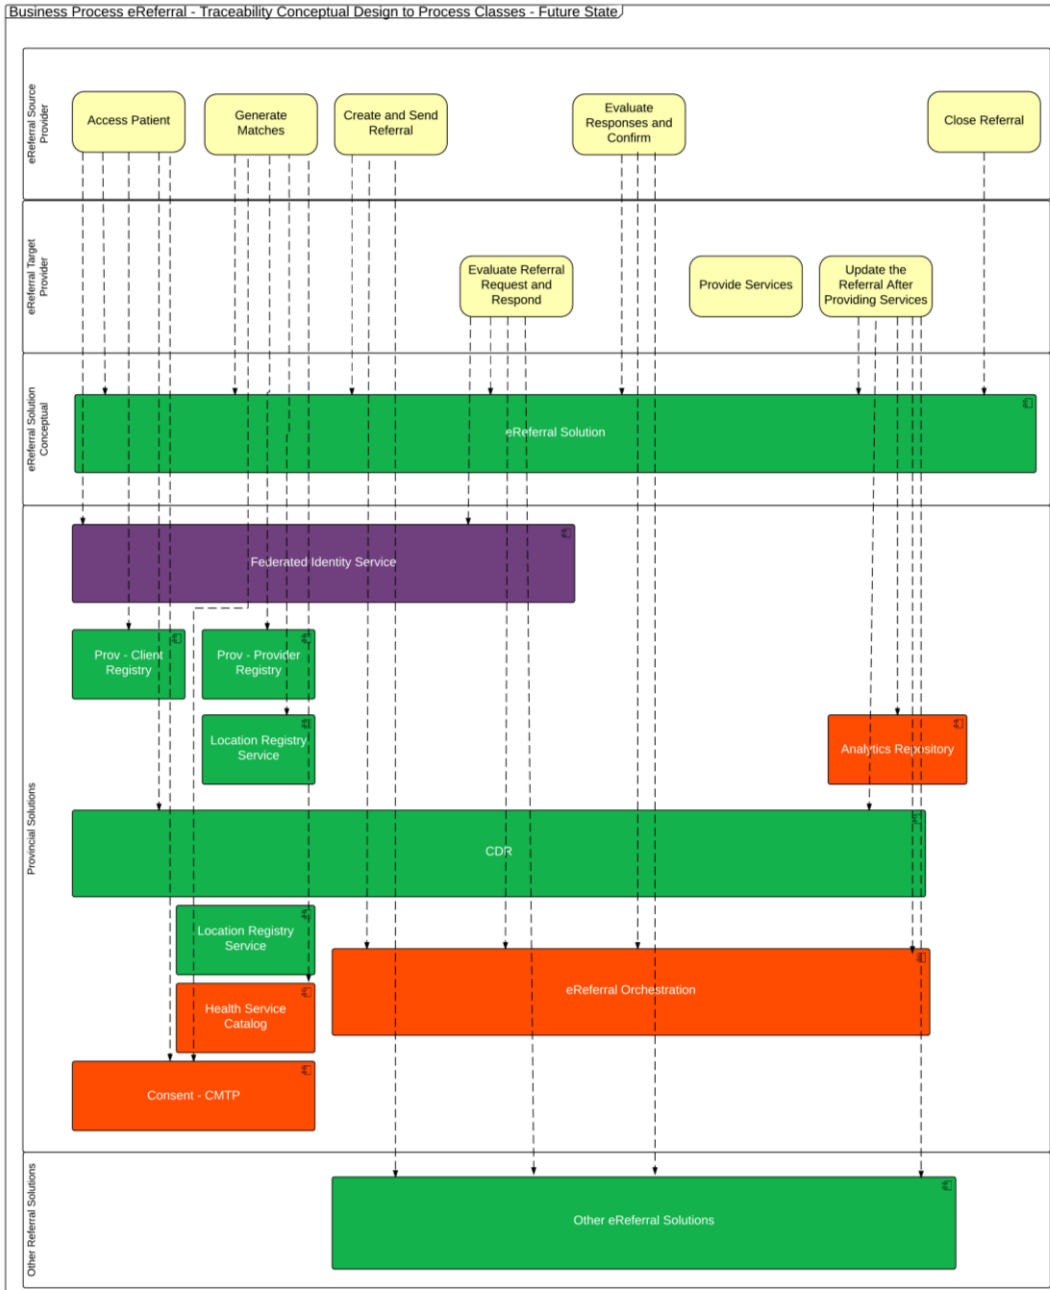 Business Process eReferral - Traceability Conceptual Design to Process Classes - Future State
eReferral Source
Provider
Access Patient
Generate
Matches
Create and Send
Referral
Evaluate
Responses and
Confirm
Close Referral
eReferral Target
Provider
Evaluate Referral
Request and
Respond
Provide Services
Update the
Referral After
Providing Services
eReferral Solution
Conceptual
eReferral Solution
Provincial Solutions
Federated Identity Service
Prov - Client
Registry
Prov - Provider
Registry
Location Registry
Service
Analytics Repository
CDR
Location Registry
Service
eReferral Orchestration
Health Service
Catalog
Consent - CMTP
Other Referral Solutions
Other eReferral Solutions